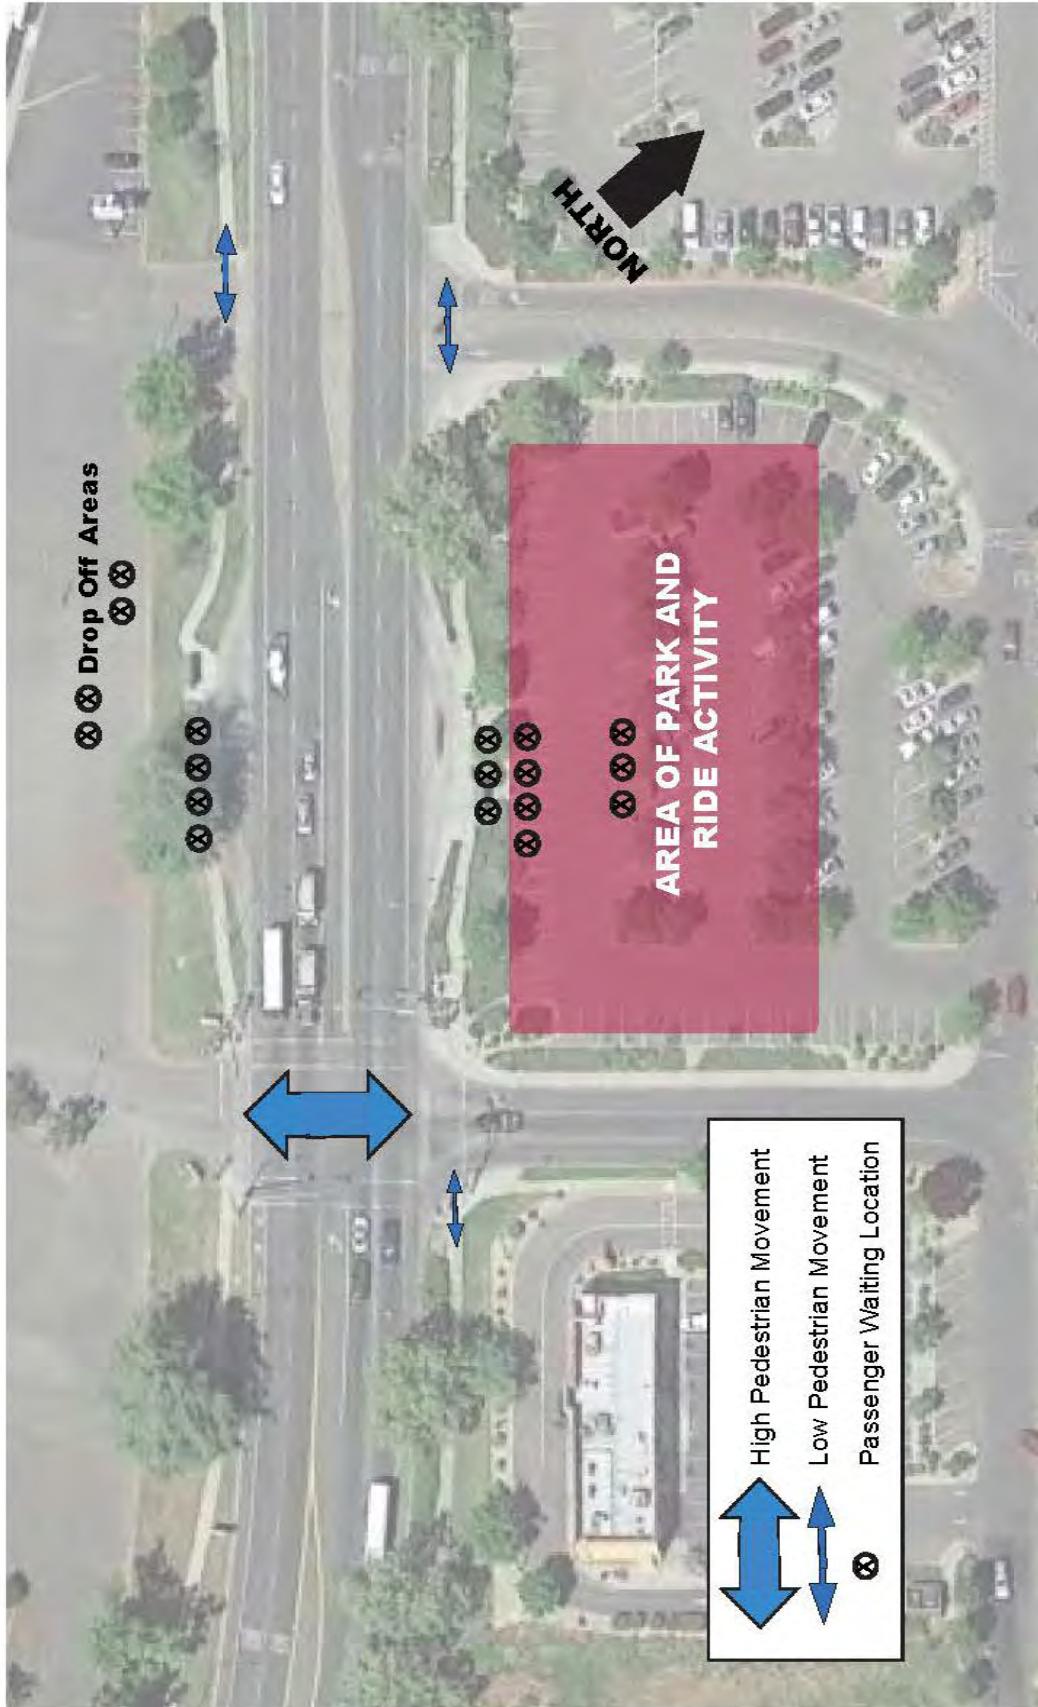 Drop Off Areas
NORTH
AREA OF PARK AND
RIDE ACTIVITY
High Pedestrian Movement
Low Pedestrian Movement
Passenger Waiting Location